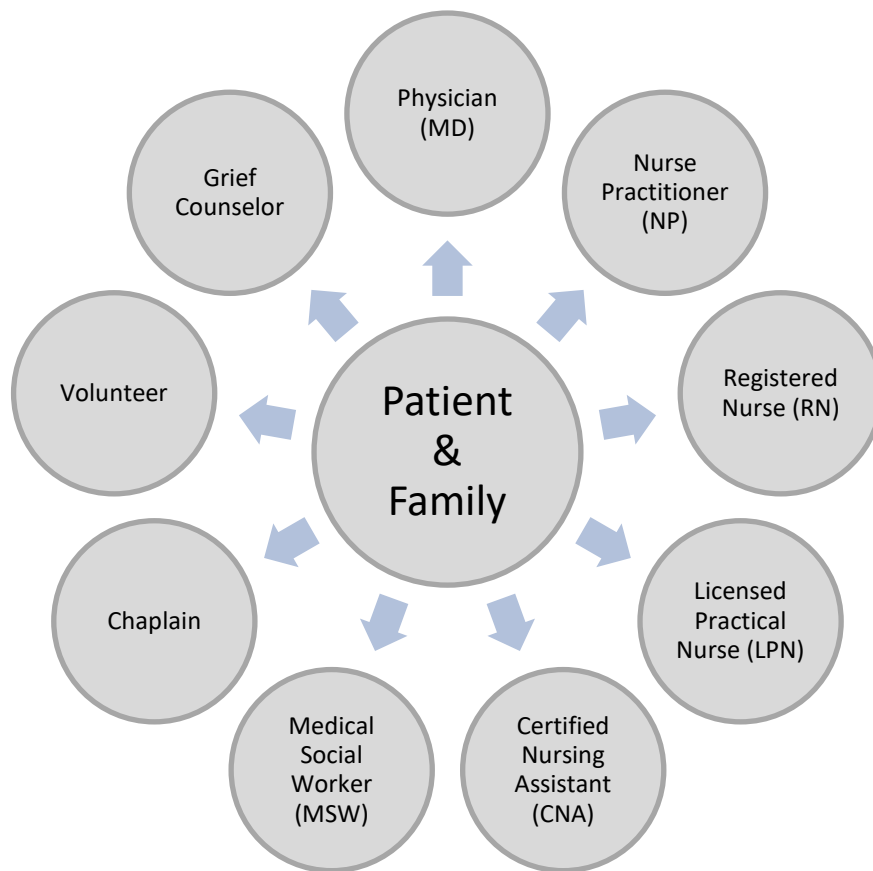 Physician
(MD)
Nurse
Practitioner
(NP)
Registered
Nurse (RN)
Licensed
Practical
Nurse (LPN)
Certified
Nursing
Assistant
(CNA)
Medical
Social
Worker
(MSW)
Chaplain
Volunteer
Grief
Counselor
Patient
&
Family